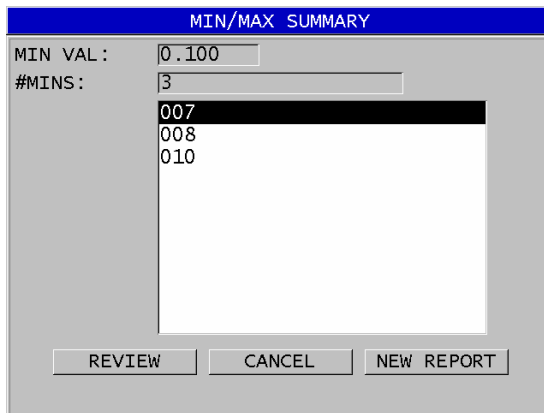 MIN/MAX SUMMARY
MIN VAL: 0.100
#MINS: 3
007
008
010
REVIEW CANCEL NEW REPORT